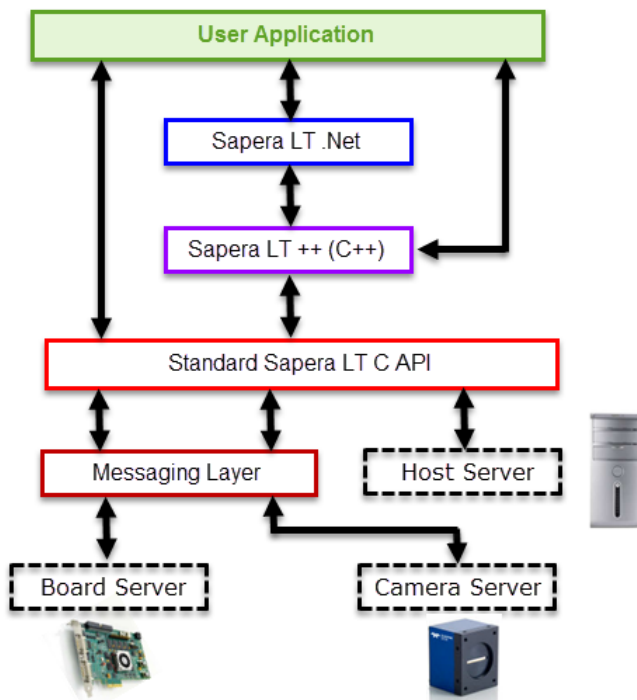 User Application
Sapera LT .Net
Sapera LT ++ (C++)
Standard Sapera LT C API
Messaging Layer
Host Server
Board Server
Camera Server